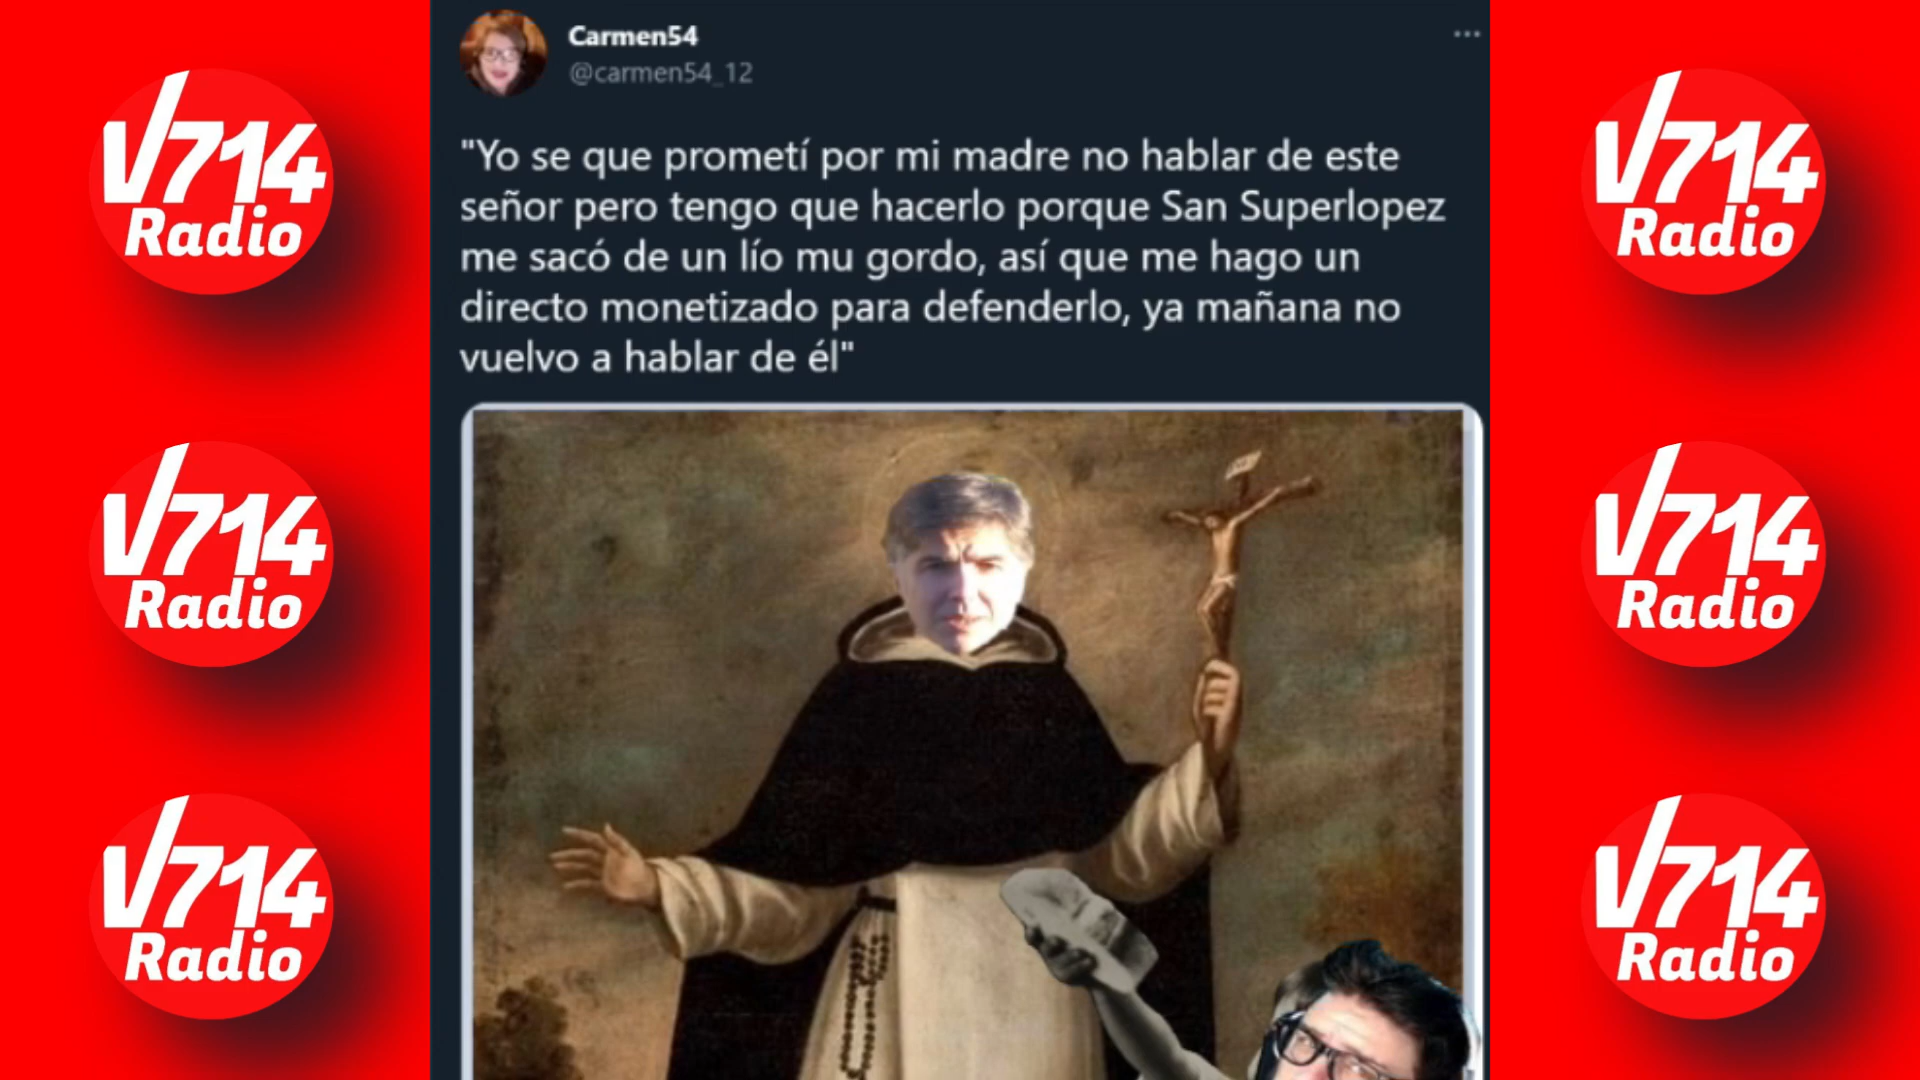 Carmen54
@carmen54_12
"Yo se que prometí por mi madre no hablar de este
señor pero tengo que hacerlo porque San Superlopez
me sacó de un lío mu gordo, así que me hago un
directo monetizado para defenderlo, ya mañana no
vuelvo a hablar de él"
V714
Radio
V714
Radio
V714
Radio
V714
Radio
V714
Radio
V714
Radio